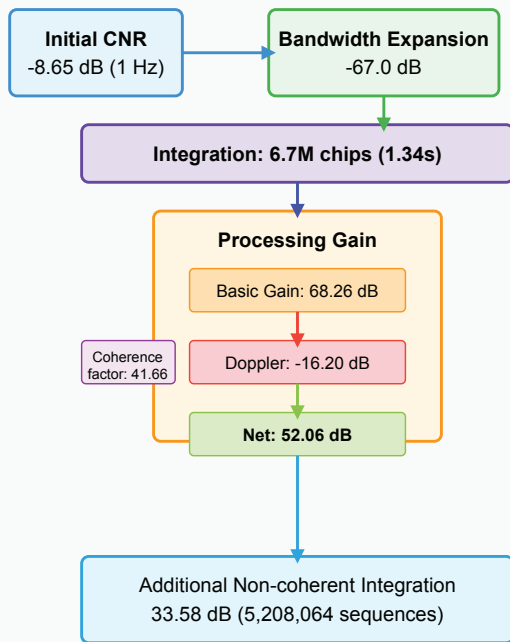 Initial CNR
-8.65 dB (1 Hz)
Bandwidth Expansion
-67.0 dB
Integration: 6.7M chips (1.34s)
Processing Gain
Basic Gain: 68.26 dB
Coherence
factor: 41.66
Doppler: -16.20 dB
Net: 52.06 dB
Additional Non-coherent Integration
33.58 dB (5,208,064 sequences)